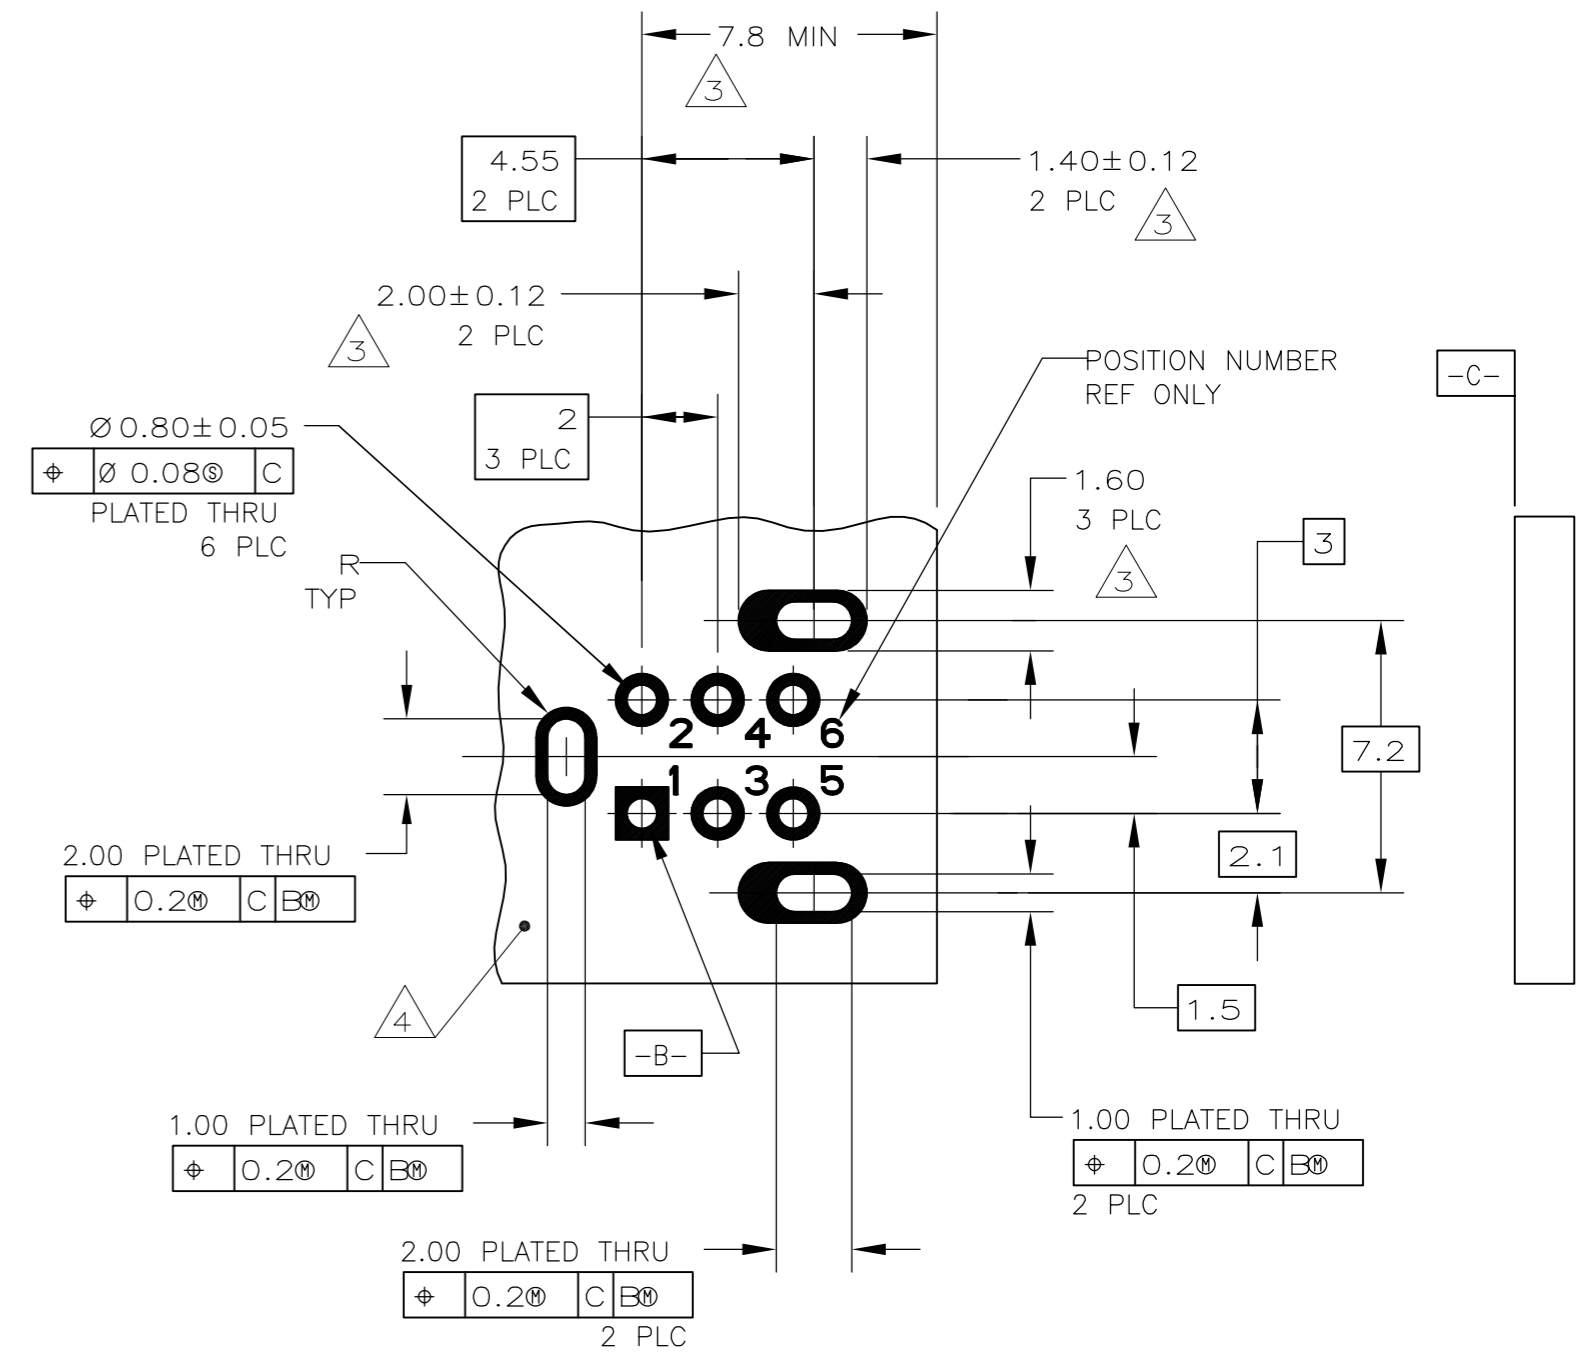 7.8 MIN
3
4.55
2 PLC
1.40±0.12
2 PLC
3
2.00±0.12
2 PLC
3
POSITION NUMBER
REF ONLY
-C-
2
3 PLC
Ø0.80±0.05
⌖ Ø 0.08Ⓢ C
PLATED THRU
6 PLC
1.60
3 PLC
3
3
R
TYP
2 4 6
1 3 5
7.2
2.1
2.00 PLATED THRU
⌖ 0.2Ⓜ C BⓂ
4
1.5
-B-
1.00 PLATED THRU
⌖ 0.2Ⓜ C BⓂ
1.00 PLATED THRU
⌖ 0.2Ⓜ C BⓂ
2 PLC
2.00 PLATED THRU
⌖ 0.2Ⓜ C BⓂ
2 PLC